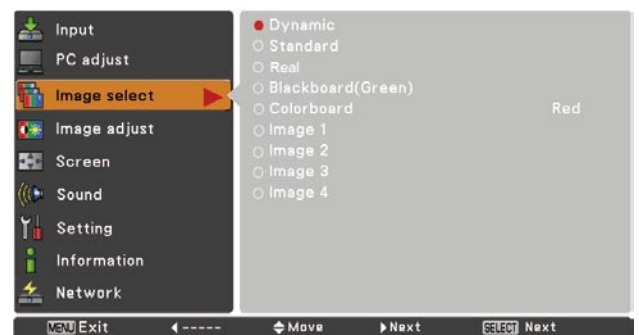 Input
PC adjust
Image select
Image adjust
Screen
Sound
Setting
Information
Network
Dynamic
Standard
Real
Blackboard(Green)
Colorboard Red
Image 1
Image 2
Image 3
Image 4
MENU Exit ◀----- Move ▶Next SELECT Next